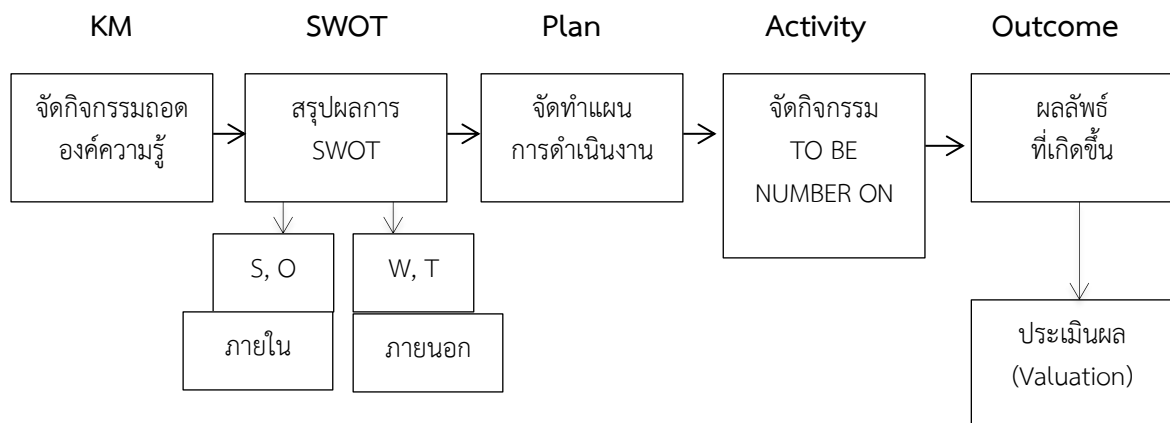 KM
SWOT
Plan
Activity
Outcome
จัดกิจกรรมถอด
องค์ความรู้
สรุปผลการ
SWOT
จัดทำแผน
การดำเนินงาน
จัดกิจกรรม
TO BE
NUMBER ON
ผลลัพธ์
ที่เกิดขึ้น
S, O
ภายใน
W, T
ภายนอก
ประเมินผล
(Valuation)